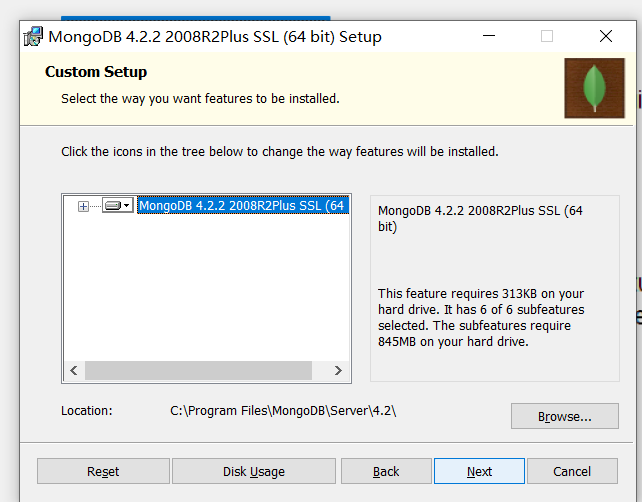 MongoDB 4.2.2 2008R2Plus SSL (64 bit) Setup
Custom Setup
Select the way you want features to be installed.
Click the icons in the tree below to change the way features will be installed.
MongoDB 4.2.2 2008R2Plus SSL (64
MongoDB 4.2.2 2008R2Plus SSL (64
bit)
This feature requires 313KB on your
hard drive. It has 6 of 6 subfeatures
selected. The subfeatures require
845MB on your hard drive.
Location:
C:\Program Files\MongoDB\Server\4.2\
Browse...
Reset
Disk Usage
Back
Next
Cancel